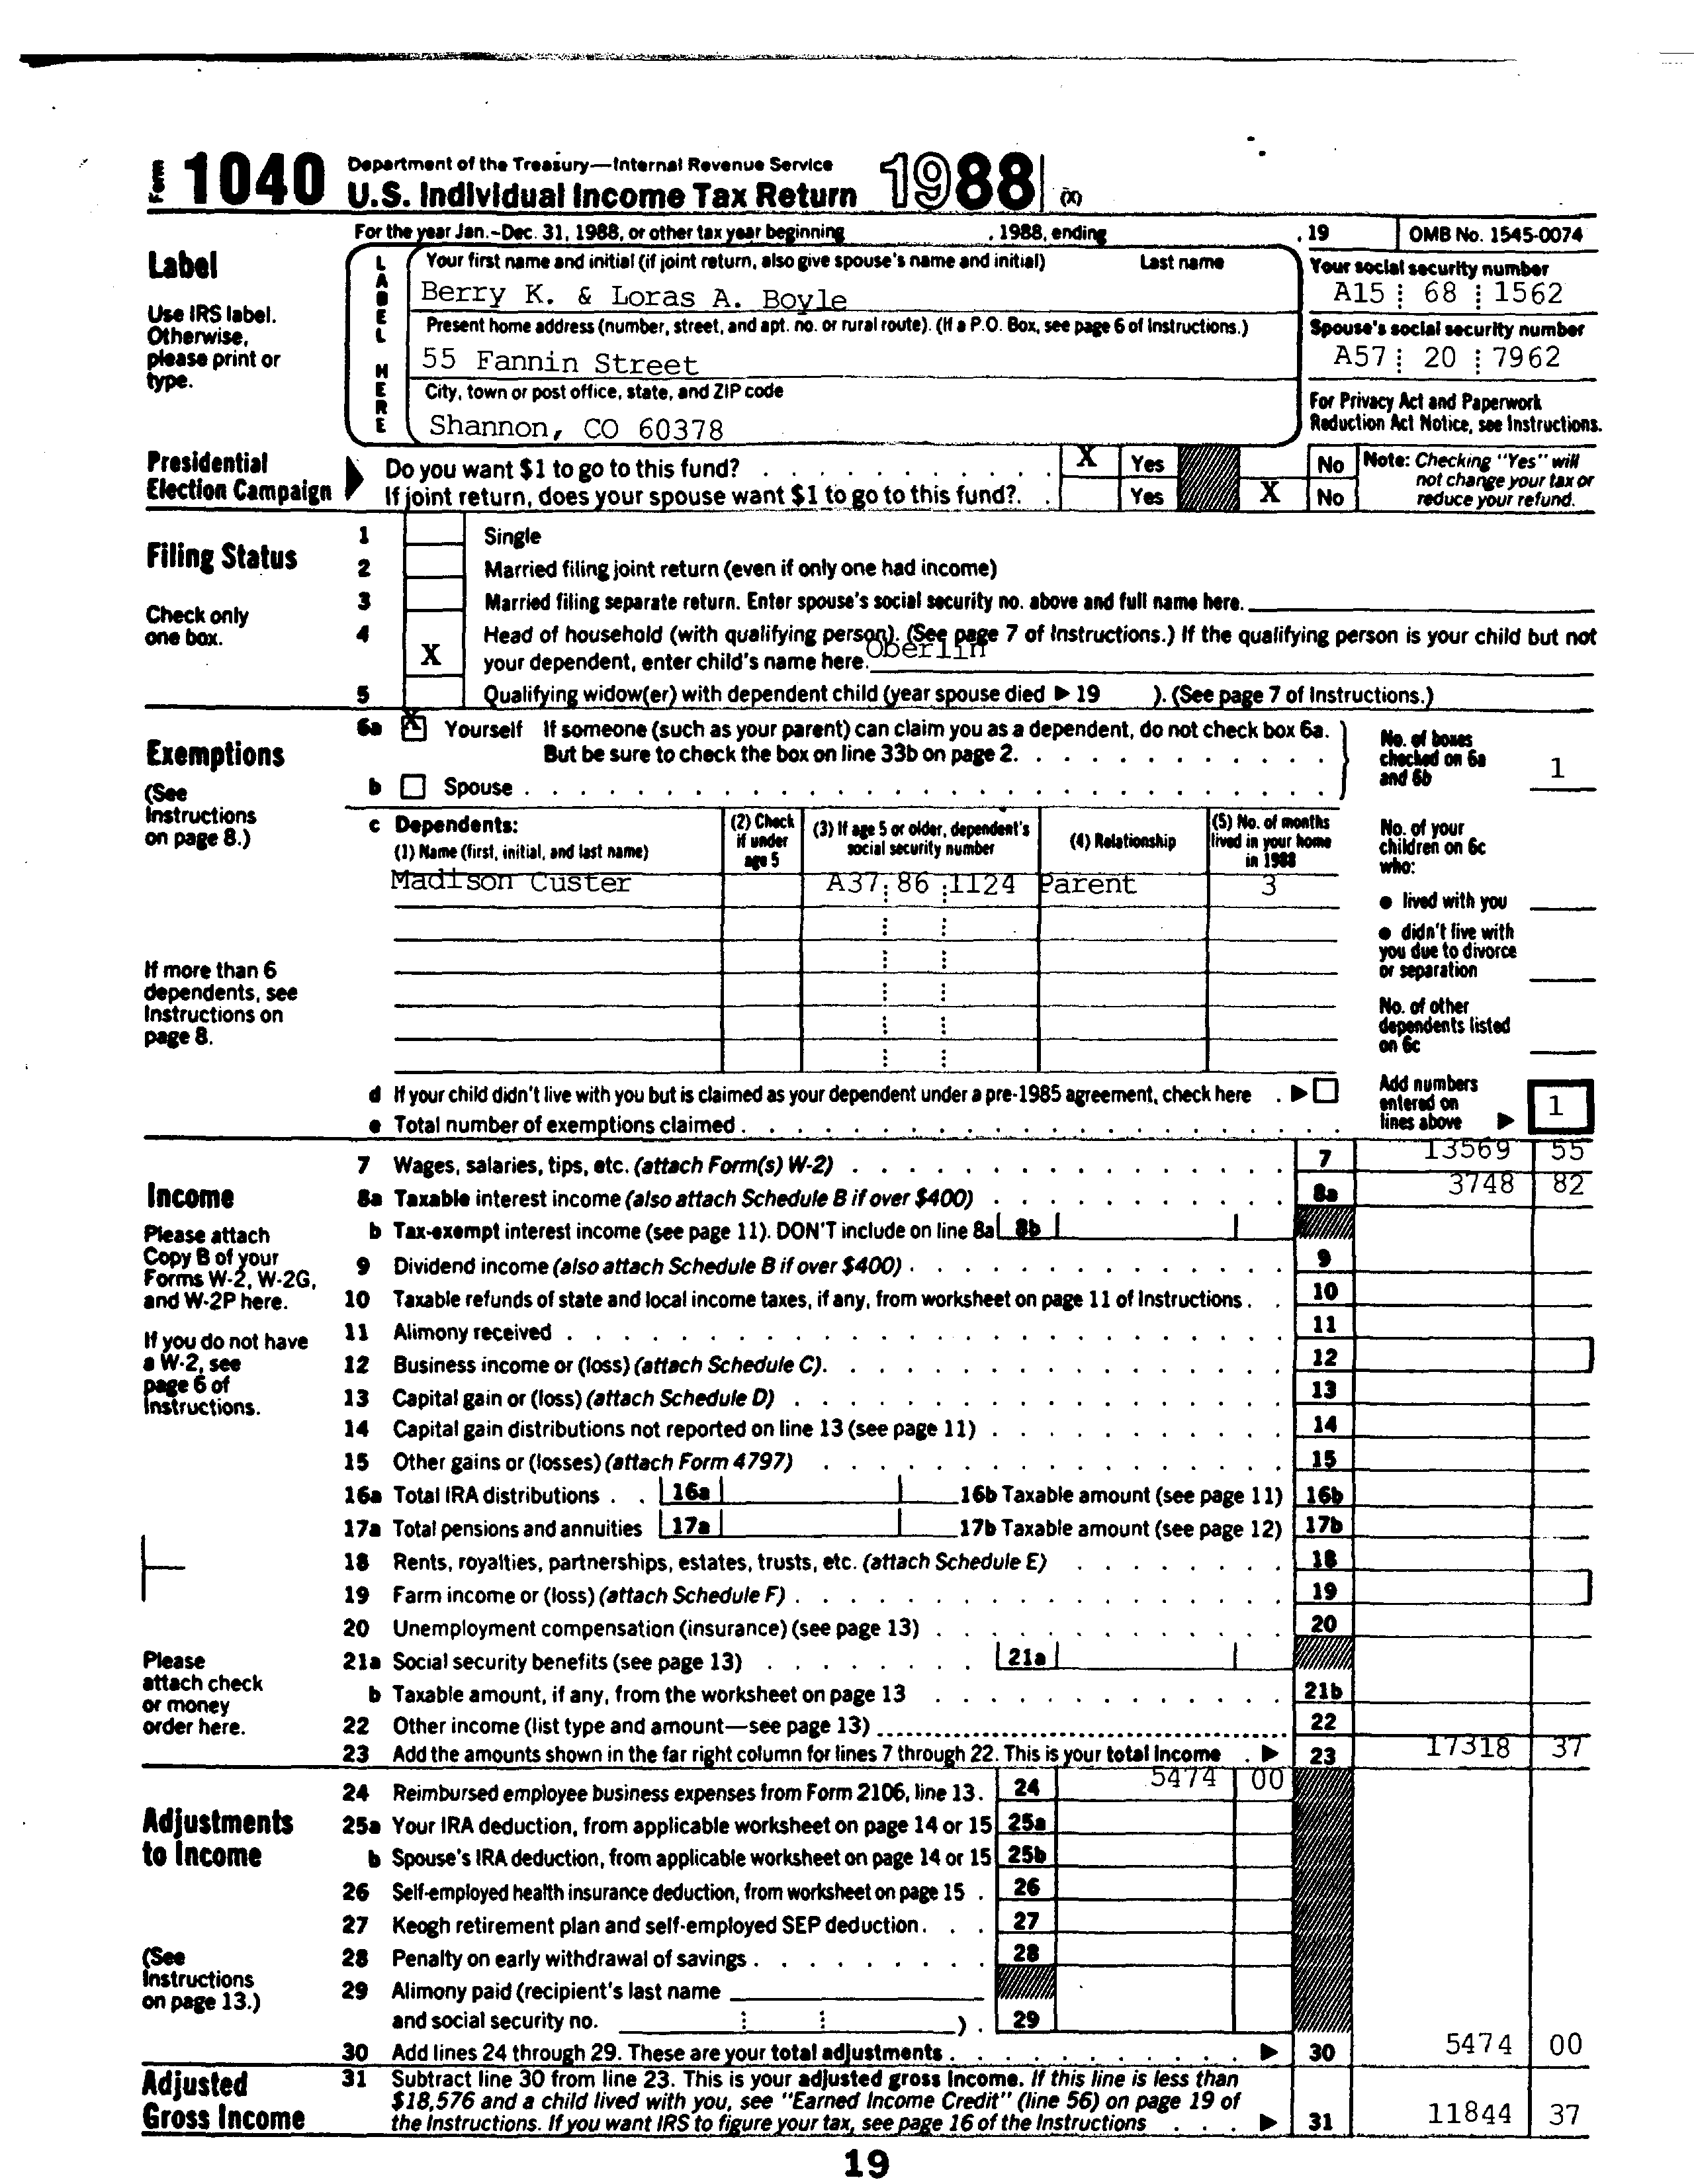 Form 1040 Department of the Treasury—Internal Revenue Service
U.S. Individual Income Tax Return 1988 (X)
For the year Jan.-Dec. 31, 1988, or other tax year beginning , 1988, ending , 19 OMB No. 1545-0074
Label
Use IRS label.
Otherwise,
please print or
type.
LABEL HERE
Your first name and initial (if joint return, also give spouse's name and initial) Last name
Berry K. & Loras A. Boyle
Present home address (number, street, and apt. no. or rural route). (If a P.O. Box, see page 6 of Instructions.)
55 Fannin Street
City, town or post office, state, and ZIP code
Shannon, CO 60378
Your social security number
A15 68 1562
Spouse's social security number
A57 20 7962
For Privacy Act and Paperwork
Reduction Act Notice, see Instructions.
Presidential
Election Campaign
Do you want $1 to go to this fund? X Yes No
If joint return, does your spouse want $1 to go to this fund?. Yes X No
Note: Checking "Yes" will
not change your tax or
reduce your refund.
Filing Status
Check only
one box.
1 Single
2 Married filing joint return (even if only one had income)
3 Married filing separate return. Enter spouse's social security no. above and full name here.
4 X Head of household (with qualifying person). (See page 7 of Instructions.) If the qualifying person is your child but not
your dependent, enter child's name here. Oberlin
5 Qualifying widow(er) with dependent child (year spouse died ▶ 19 ). (See page 7 of Instructions.)
Exemptions
(See
Instructions
on page 8.)
If more than 6
dependents, see
Instructions on
page 8.
6a X Yourself If someone (such as your parent) can claim you as a dependent, do not check box 6a.
But be sure to check the box on line 33b on page 2.
b Spouse
No. of boxes
checked on 6a
and 6b 1
c Dependents:
(1) Name (first, initial, and last name)
(2) Check
if under
age 5
(3) If age 5 or older, dependent's
social security number
(4) Relationship
(5) No. of months
lived in your home
in 1988
Madison Custer A37 86 1124 Parent 3
No. of your
children on 6c
who:
● lived with you
● didn't live with
you due to divorce
or separation
No. of other
dependents listed
on 6c
d If your child didn't live with you but is claimed as your dependent under a pre-1985 agreement, check here . ▶
e Total number of exemptions claimed
Add numbers
entered on
lines above ▶ 1
Income
Please attach
Copy B of your
Forms W-2, W-2G,
and W-2P here.
If you do not have
a W-2, see
page 6 of
Instructions.
Please
attach check
or money
order here.
7 Wages, salaries, tips, etc. (attach Form(s) W-2) 7 13569 55
8a Taxable interest income (also attach Schedule B if over $400) 8a 3748 82
b Tax-exempt interest income (see page 11). DON'T include on line 8a 8b
9 Dividend income (also attach Schedule B if over $400) 9
10 Taxable refunds of state and local income taxes, if any, from worksheet on page 11 of Instructions 10
11 Alimony received 11
12 Business income or (loss) (attach Schedule C). 12
13 Capital gain or (loss) (attach Schedule D) 13
14 Capital gain distributions not reported on line 13 (see page 11) 14
15 Other gains or (losses) (attach Form 4797) 15
16a Total IRA distributions 16a 16b Taxable amount (see page 11) 16b
17a Total pensions and annuities 17a 17b Taxable amount (see page 12) 17b
18 Rents, royalties, partnerships, estates, trusts, etc. (attach Schedule E) 18
19 Farm income or (loss) (attach Schedule F) 19
20 Unemployment compensation (insurance) (see page 13) 20
21a Social security benefits (see page 13) 21a
b Taxable amount, if any, from the worksheet on page 13 21b
22 Other income (list type and amount—see page 13) 22
23 Add the amounts shown in the far right column for lines 7 through 22. This is your total income ▶ 23 17318 37
Adjustments
to Income
(See
Instructions
on page 13.)
24 Reimbursed employee business expenses from Form 2106, line 13. 24 5474 00
25a Your IRA deduction, from applicable worksheet on page 14 or 15 25a
b Spouse's IRA deduction, from applicable worksheet on page 14 or 15 25b
26 Self-employed health insurance deduction, from worksheet on page 15 26
27 Keogh retirement plan and self-employed SEP deduction 27
28 Penalty on early withdrawal of savings 28
29 Alimony paid (recipient's last name
and social security no. ) . 29
30 Add lines 24 through 29. These are your total adjustments ▶ 30 5474 00
Adjusted
Gross Income
31 Subtract line 30 from line 23. This is your adjusted gross income. If this line is less than
$18,576 and a child lived with you, see "Earned Income Credit" (line 56) on page 19 of
the Instructions. If you want IRS to figure your tax, see page 16 of the Instructions ▶ 31 11844 37
19